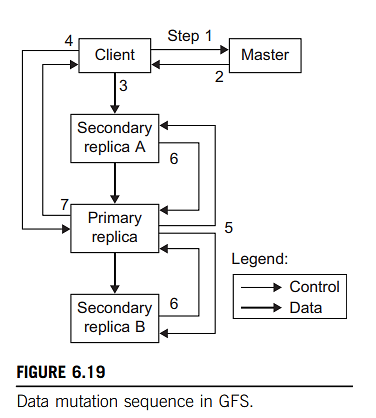 4
Step 1
Client
Master
2
3
Secondary
replica A
6
7
Primary
replica
5
Legend:
Control
Data
Secondary
replica B
6
FIGURE 6.19
Data mutation sequence in GFS.